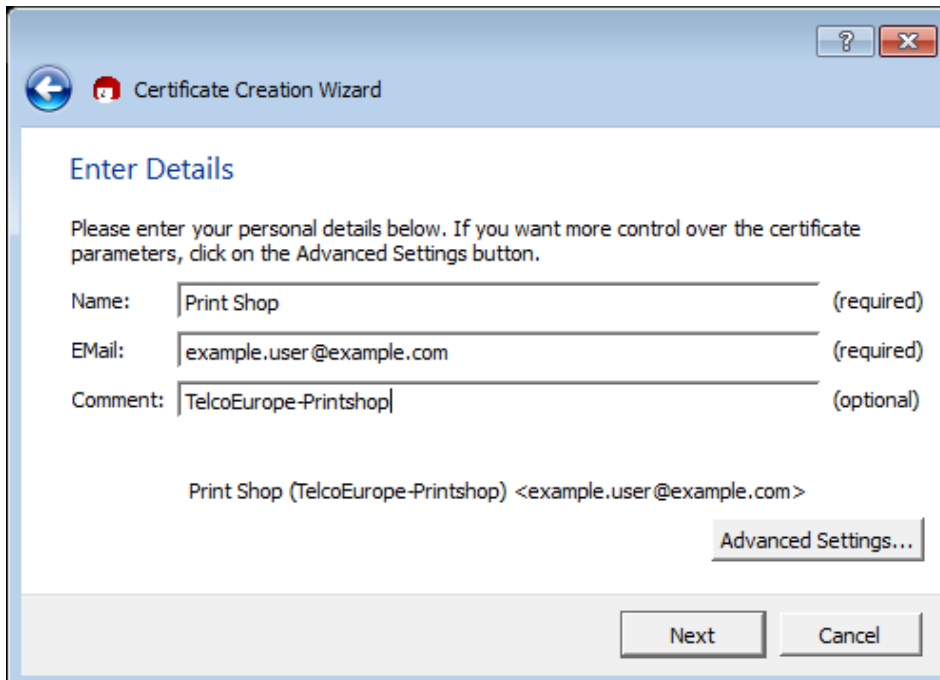 Certificate Creation Wizard
Enter Details
Please enter your personal details below. If you want more control over the certificate
parameters, click on the Advanced Settings button.
Name: Print Shop (required)
EMail: example.user@example.com (required)
Comment: TelcoEurope-Printshop (optional)
Print Shop (TelcoEurope-Printshop) <example.user@example.com>
Advanced Settings...
Next Cancel